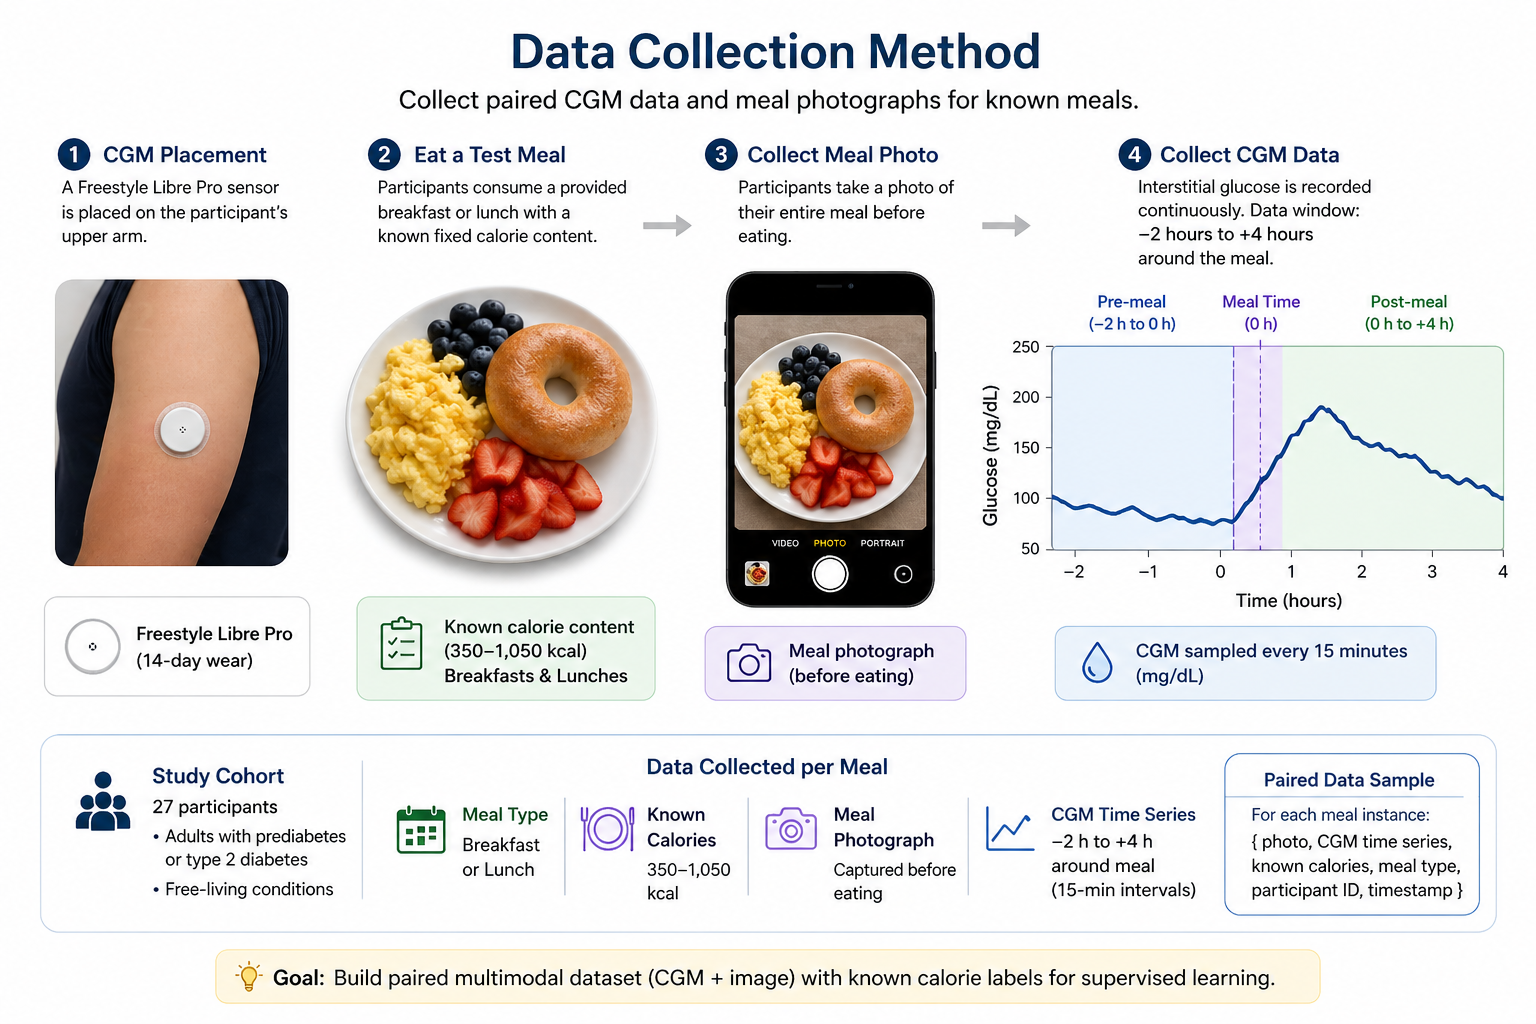 Data Collection Method
Collect paired CGM data and meal photographs for known meals.
1 CGM Placement
A Freestyle Libre Pro sensor
is placed on the participant's
upper arm.
Freestyle Libre Pro
(14-day wear)
2 Eat a Test Meal
Participants consume a provided
breakfast or lunch with a
known fixed calorie content.
Known calorie content
(350–1,050 kcal)
Breakfasts & Lunches
3 Collect Meal Photo
Participants take a photo of
their entire meal before
eating.
VIDEO PHOTO PORTRAIT
Meal photograph
(before eating)
4 Collect CGM Data
Interstitial glucose is recorded
continuously. Data window:
−2 hours to +4 hours
around the meal.
Pre-meal
(−2 h to 0 h)
Meal Time
(0 h)
Post-meal
(0 h to +4 h)
Glucose (mg/dL)
250
200
150
100
50
−2 −1 0 1 2 3 4
Time (hours)
CGM sampled every 15 minutes
(mg/dL)
Study Cohort
27 participants
• Adults with prediabetes
or type 2 diabetes
• Free-living conditions
Data Collected per Meal
Meal Type
Breakfast
or Lunch
Known
Calories
350–1,050
kcal
Meal
Photograph
Captured before
eating
CGM Time Series
−2 h to +4 h
around meal
(15-min intervals)
Paired Data Sample
For each meal instance:
{ photo, CGM time series,
known calories, meal type,
participant ID, timestamp }
Goal: Build paired multimodal dataset (CGM + image) with known calorie labels for supervised learning.